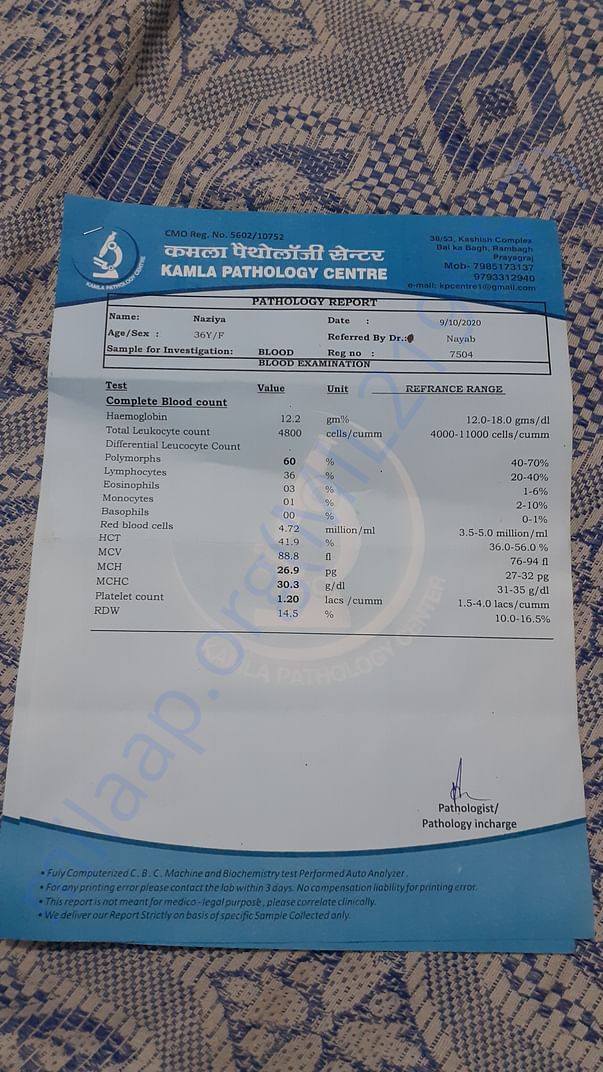 CMO Reg. No. 5602/10752
कमला पैथोलॉजी सेन्टर
KAMLA PATHOLOGY CENTRE
KAMLA PATHOLOGY CENTRE
38/53, Kashish Complex
Bal ka Bagh, Rambagh
Prayagraj
Mob- 7985173137
9793312940
e-mail: kpcentre1@gmail.com
PATHOLOGY REPORT
Name: Naziya Date : 9/10/2020
Age/Sex : 36Y/F Referred By Dr.: Nayab
Sample for Investigation: BLOOD Reg no : 7504
BLOOD EXAMINATION
Test Value Unit REFRANCE RANGE
Complete Blood count
Haemoglobin 12.2 gm% 12.0-18.0 gms/dl
Total Leukocyte count 4800 cells/cumm 4000-11000 cells/cumm
Differential Leucocyte Count
Polymorphs 60 % 40-70%
Lymphocytes 36 % 20-40%
Eosinophils 03 % 1-6%
Monocytes 01 % 2-10%
Basophils 00 % 0-1%
Red blood cells 4.72 million/ml 3.5-5.0 million/ml
HCT 41.9 % 36.0-56.0 %
MCV 88.8 fl 76-94 fl
MCH 26.9 pg 27-32 pg
MCHC 30.3 g/dl 31-35 g/dl
Platelet count 1.20 lacs /cumm 1.5-4.0 lacs/cumm
RDW 14.5 % 10.0-16.5%
KAMLA PATHOLOGY CENTER
Pathologist/
Pathology incharge
• Fuly Computerized C . B . C . Machine and Biochemistry test Performed Auto Analyzer .
• For any printing error please contact the lab within 3 days. No compensation liability for printing error.
• This report is not meant for medico - legal purpose , please correlate clinically.
• We deliver our Report Strictly on basis of specific Sample Collected only.